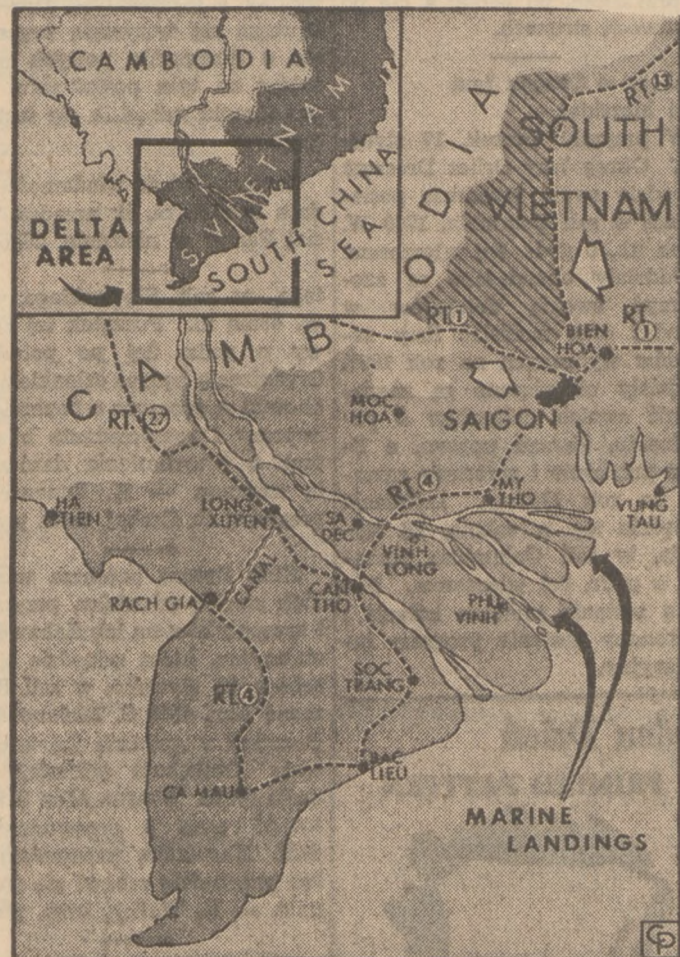 CAMBODIA
S. VIETNAM
DELTA
AREA
SOUTH CHINA
SEA
CAMBODIA
RT. 13
SOUTH
VIETNAM
RT. 1
BIEN
HOA
RT.
1
MOC
HOA
SAIGON
RT. 27
RT. 4
MY
THO
VUNG
TAU
HA
TIEN
LONG
XUYEN
SA
DEC
VINH
LONG
CANAL
RACH GIA
CAN
THO
PHU
VINH
RT. 4
SOC
TRANG
BAC
LIEU
CA MAU
MARINE
LANDINGS
CP